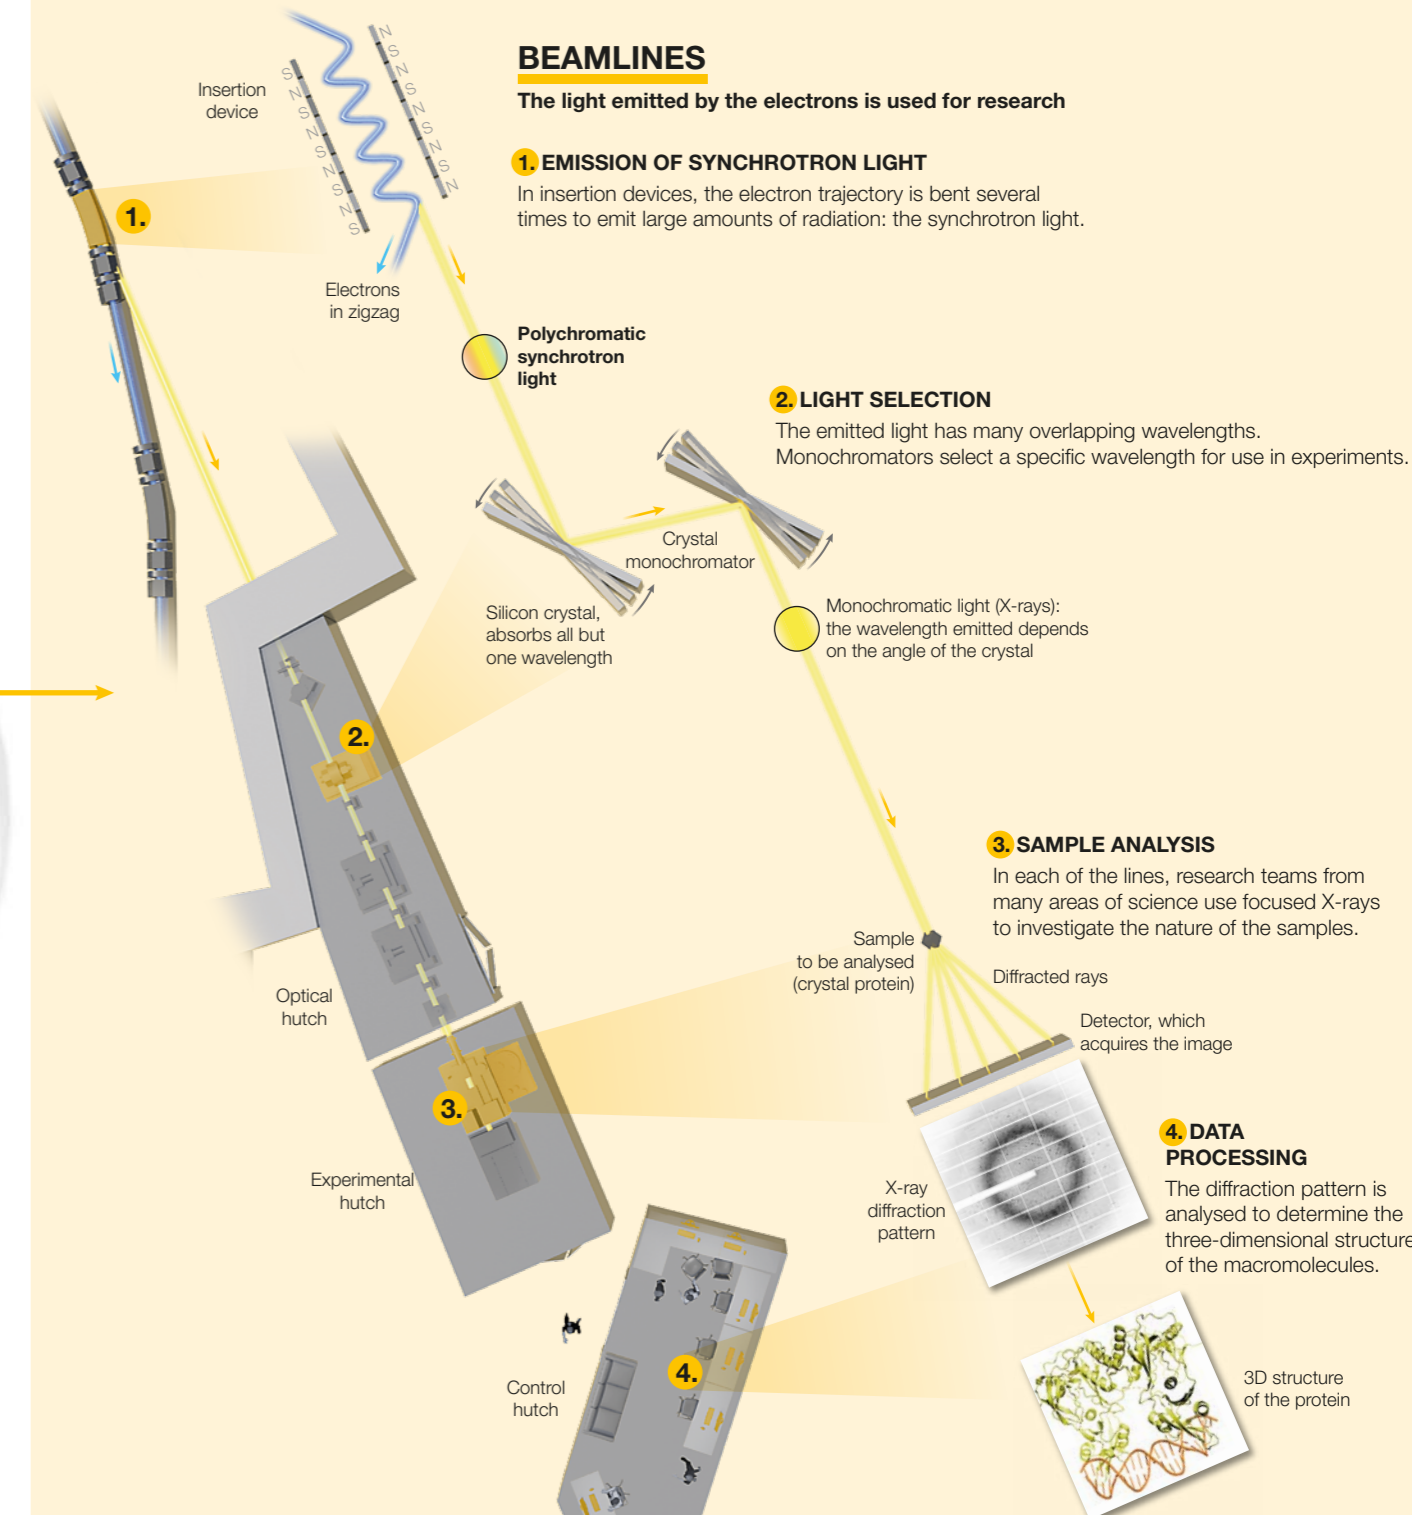 BEAMLINES
The light emitted by the electrons is used for research
1. EMISSION OF SYNCHROTRON LIGHT
In insertion devices, the electron trajectory is bent several
times to emit large amounts of radiation: the synchrotron light.
Insertion
device
S N S N S N S N S
N S N S N S N S N
1.
Electrons
in zigzag
Polychromatic
synchrotron
light
2. LIGHT SELECTION
The emitted light has many overlapping wavelengths.
Monochromators select a specific wavelength for use in experiments.
Crystal
monochromator
Silicon crystal,
absorbs all but
one wavelength
Monochromatic light (X-rays):
the wavelength emitted depends
on the angle of the crystal
2.
3. SAMPLE ANALYSIS
In each of the lines, research teams from
many areas of science use focused X-rays
to investigate the nature of the samples.
Sample
to be analysed
(crystal protein)
Diffracted rays
Detector, which
acquires the image
Optical
hutch
3.
Experimental
hutch
X-ray
diffraction
pattern
4. DATA
PROCESSING
The diffraction pattern is
analysed to determine the
three-dimensional structure
of the macromolecules.
4.
Control
hutch
3D structure
of the protein